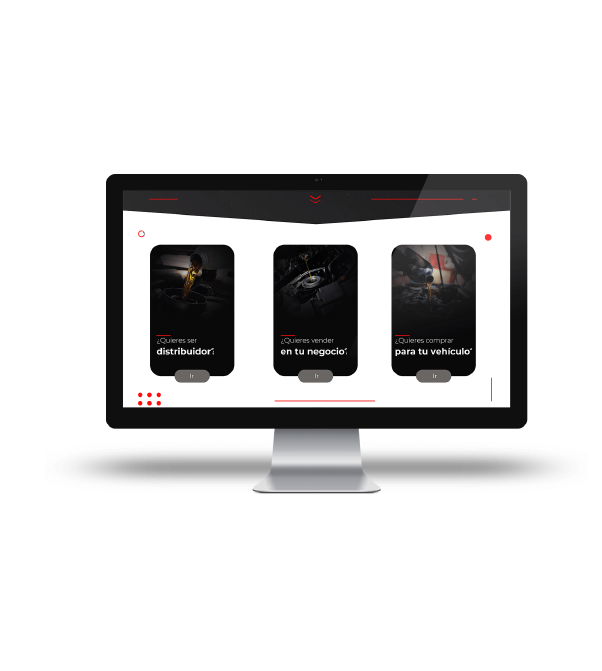 ¿Quieres ser
distribuidor?
Ir
¿Quieres vender
en tu negocio?
Ir
¿Quieres comprar
para tu vehículo?
Ir